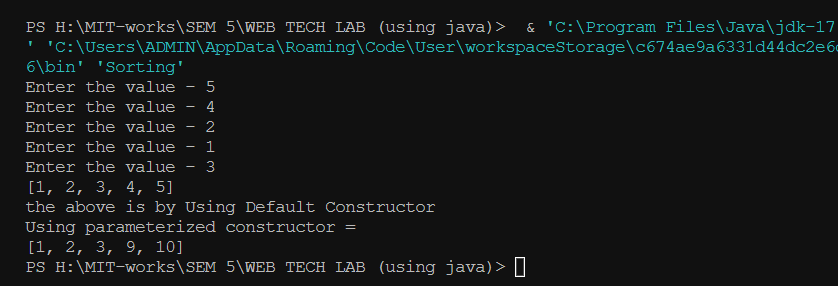 PS H:\MIT-works\SEM 5\WEB TECH LAB (using java)>  & 'C:\Program Files\Java\jdk-17
' 'C:\Users\ADMIN\AppData\Roaming\Code\User\workspaceStorage\c674ae9a6331d44dc2e6
6\bin' 'Sorting'
Enter the value - 5
Enter the value - 4
Enter the value - 2
Enter the value - 1
Enter the value - 3
[1, 2, 3, 4, 5]
the above is by Using Default Constructor
Using parameterized constructor =
[1, 2, 3, 9, 10]
PS H:\MIT-works\SEM 5\WEB TECH LAB (using java)>